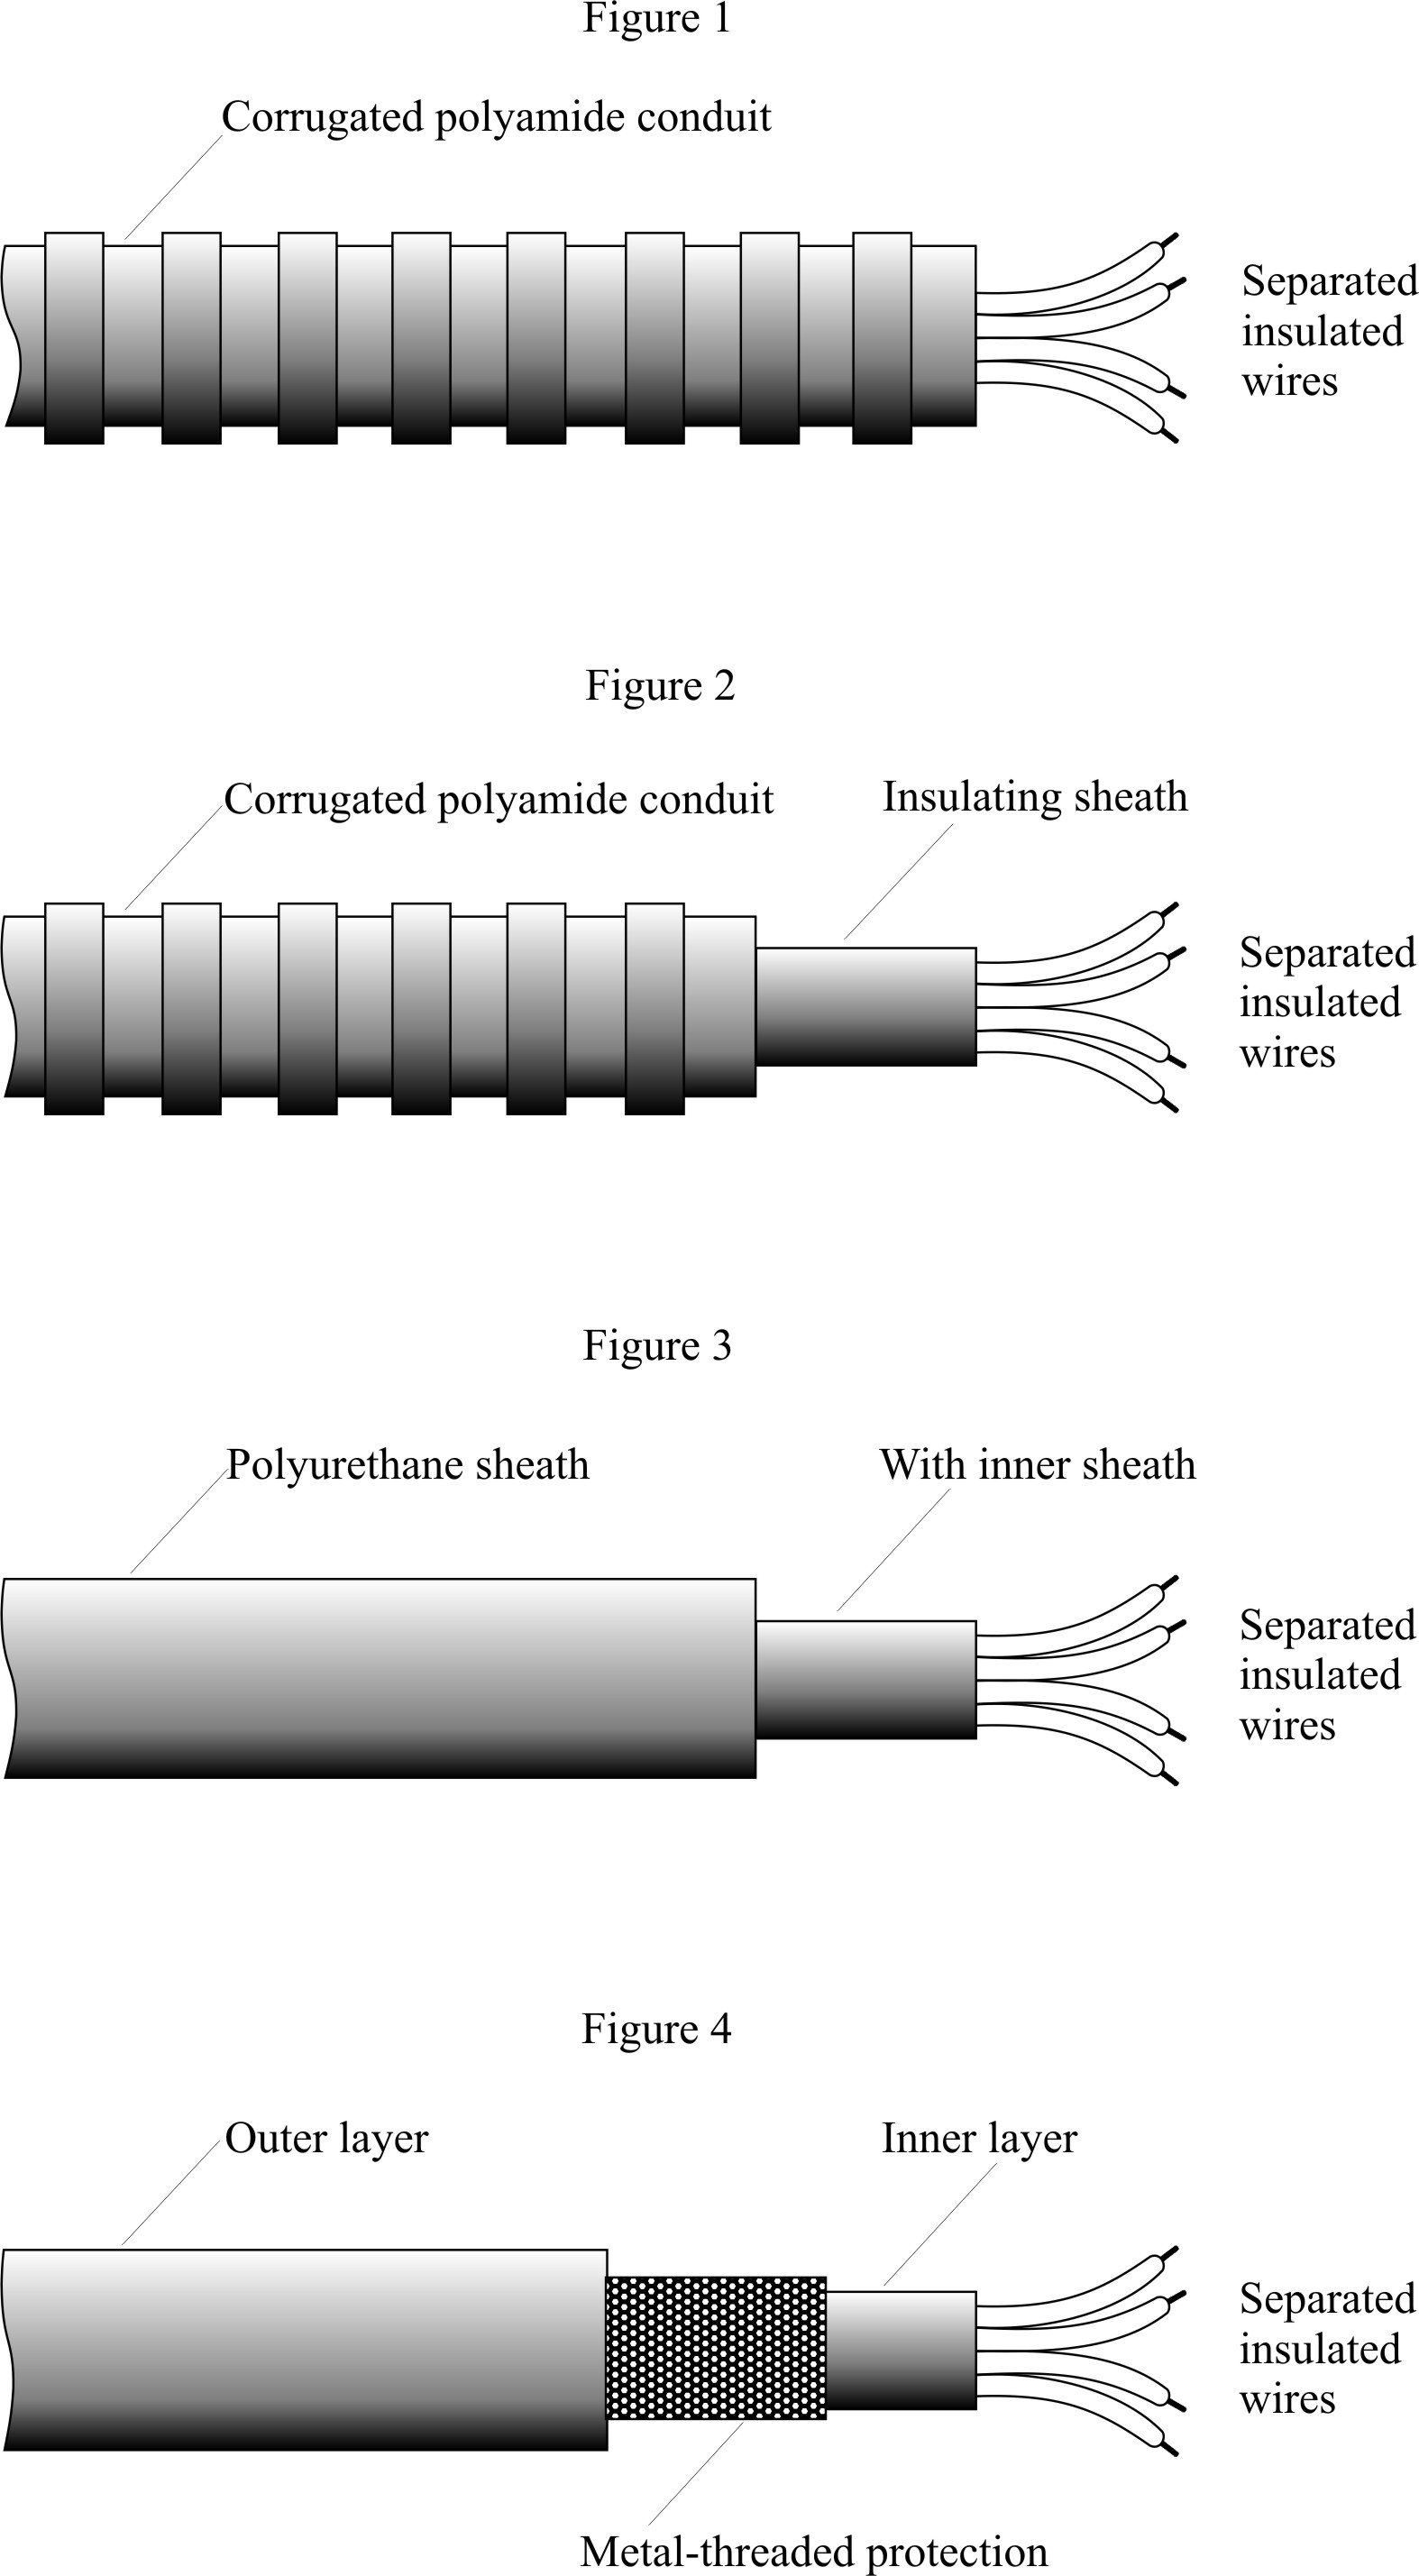 Figure 1
Corrugated polyamide conduit
Separated
insulated
wires
Figure 2
Corrugated polyamide conduit
Insulating sheath
Separated
insulated
wires
Figure 3
Polyurethane sheath
With inner sheath
Separated
insulated
wires
Figure 4
Outer layer
Inner layer
Separated
insulated
wires
Metal-threaded protection